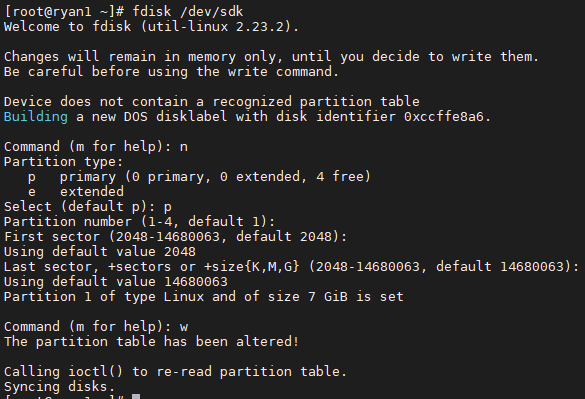 [root@ryan1 ~]# fdisk /dev/sdk
Welcome to fdisk (util-linux 2.23.2).
Changes will remain in memory only, until you decide to write them.
Be careful before using the write command.
Device does not contain a recognized partition table
Building a new DOS disklabel with disk identifier 0xccffe8a6.
Command (m for help): n
Partition type:
   p   primary (0 primary, 0 extended, 4 free)
   e   extended
Select (default p): p
Partition number (1-4, default 1):
First sector (2048-14680063, default 2048):
Using default value 2048
Last sector, +sectors or +size{K,M,G} (2048-14680063, default 14680063):
Using default value 14680063
Partition 1 of type Linux and of size 7 GiB is set
Command (m for help): w
The partition table has been altered!
Calling ioctl() to re-read partition table.
Syncing disks.